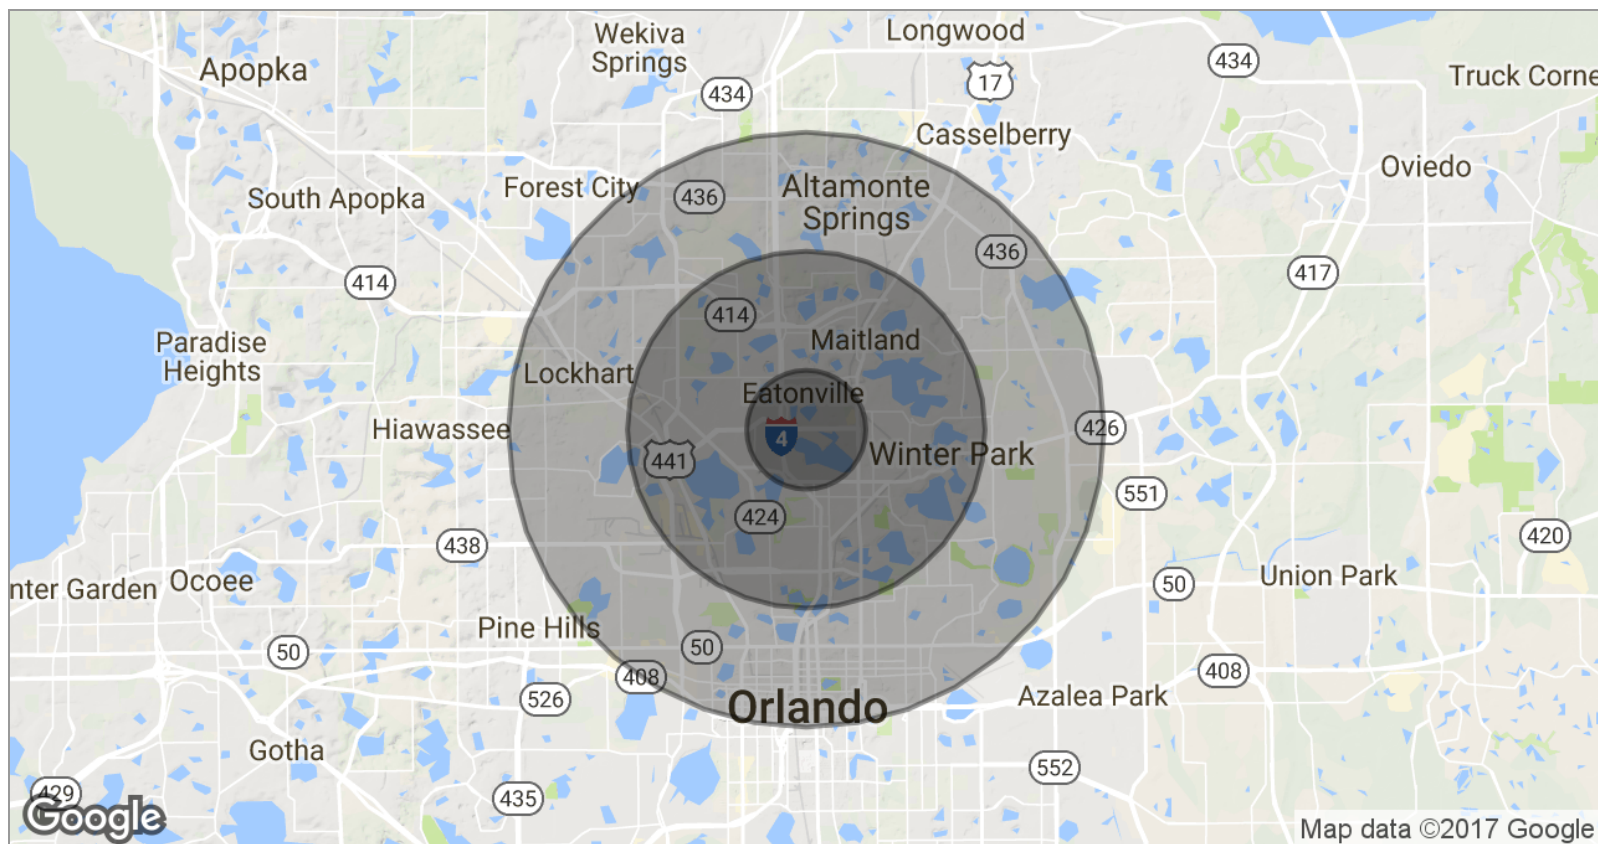 Wekiva
Springs
Longwood
Apopka
434
17
434
Truck Corne
Casselberry
Oviedo
South Apopka
Forest City
436
Altamonte
Springs
436
417
414
414
Maitland
Paradise
Heights
Lockhart
Eatonville
Hiawassee
4
426
441
Winter Park
551
424
438
420
nter Garden
Ocoee
50
Union Park
Pine Hills
50
50
408
408
526
Orlando
Azalea Park
Gotha
552
429
435
Google
Map data ©2017 Google